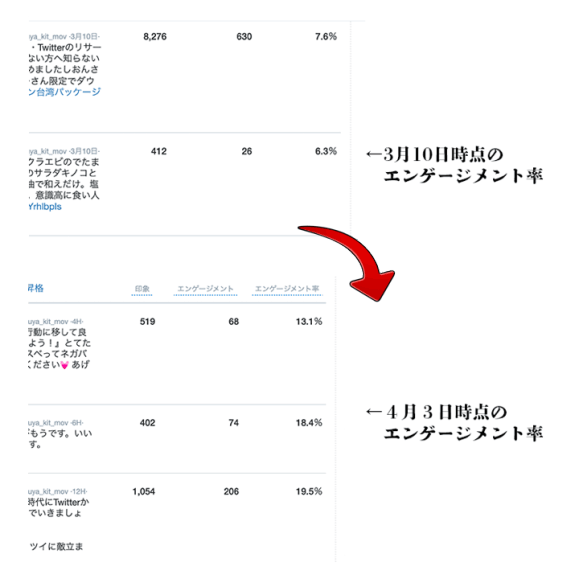 uya_kit_mov -3月10日-
8,276 630 7.6%
・Twitterのリサー
ない方へ知らない
めましたしおんさ
さん限定でダウ
ン台湾パッケージ
uya_kit_mov -3月10日-
412 26 6.3%
クラエビのでたま
のサラダキノコと
油で和えだけ。塩
意識高に食い人
Yrhlbpls
←3月10日時点の
エンゲージメント率
昇格 印象 エンゲージメント エンゲージメント率
uya_kit_mov -4H-
519 68 13.1%
行動に移して良
よう！』とてた
スベってネガバ
ください あげ
uya_kit_mov -6H-
402 74 18.4%
もうです。いい
す。
←４月３日時点の
エンゲージメント率
uya_kit_mov -12H-
1,054 206 19.5%
時代にTwitterか
でいきましょ
ツイに敵立ま